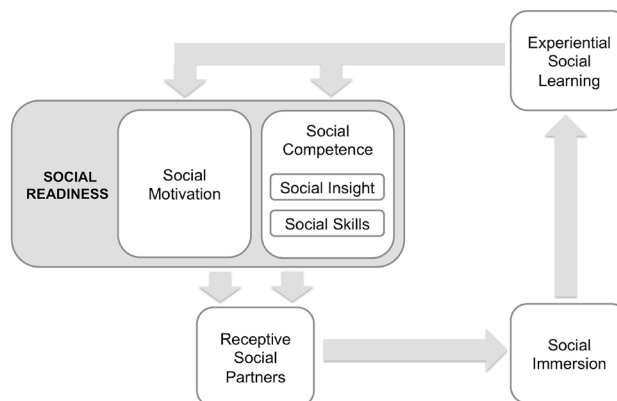 Experiential
Social
Learning
SOCIAL
READINESS
Social
Motivation
Social
Competence
Social Insight
Social Skills
Receptive
Social
Partners
Social
Immersion